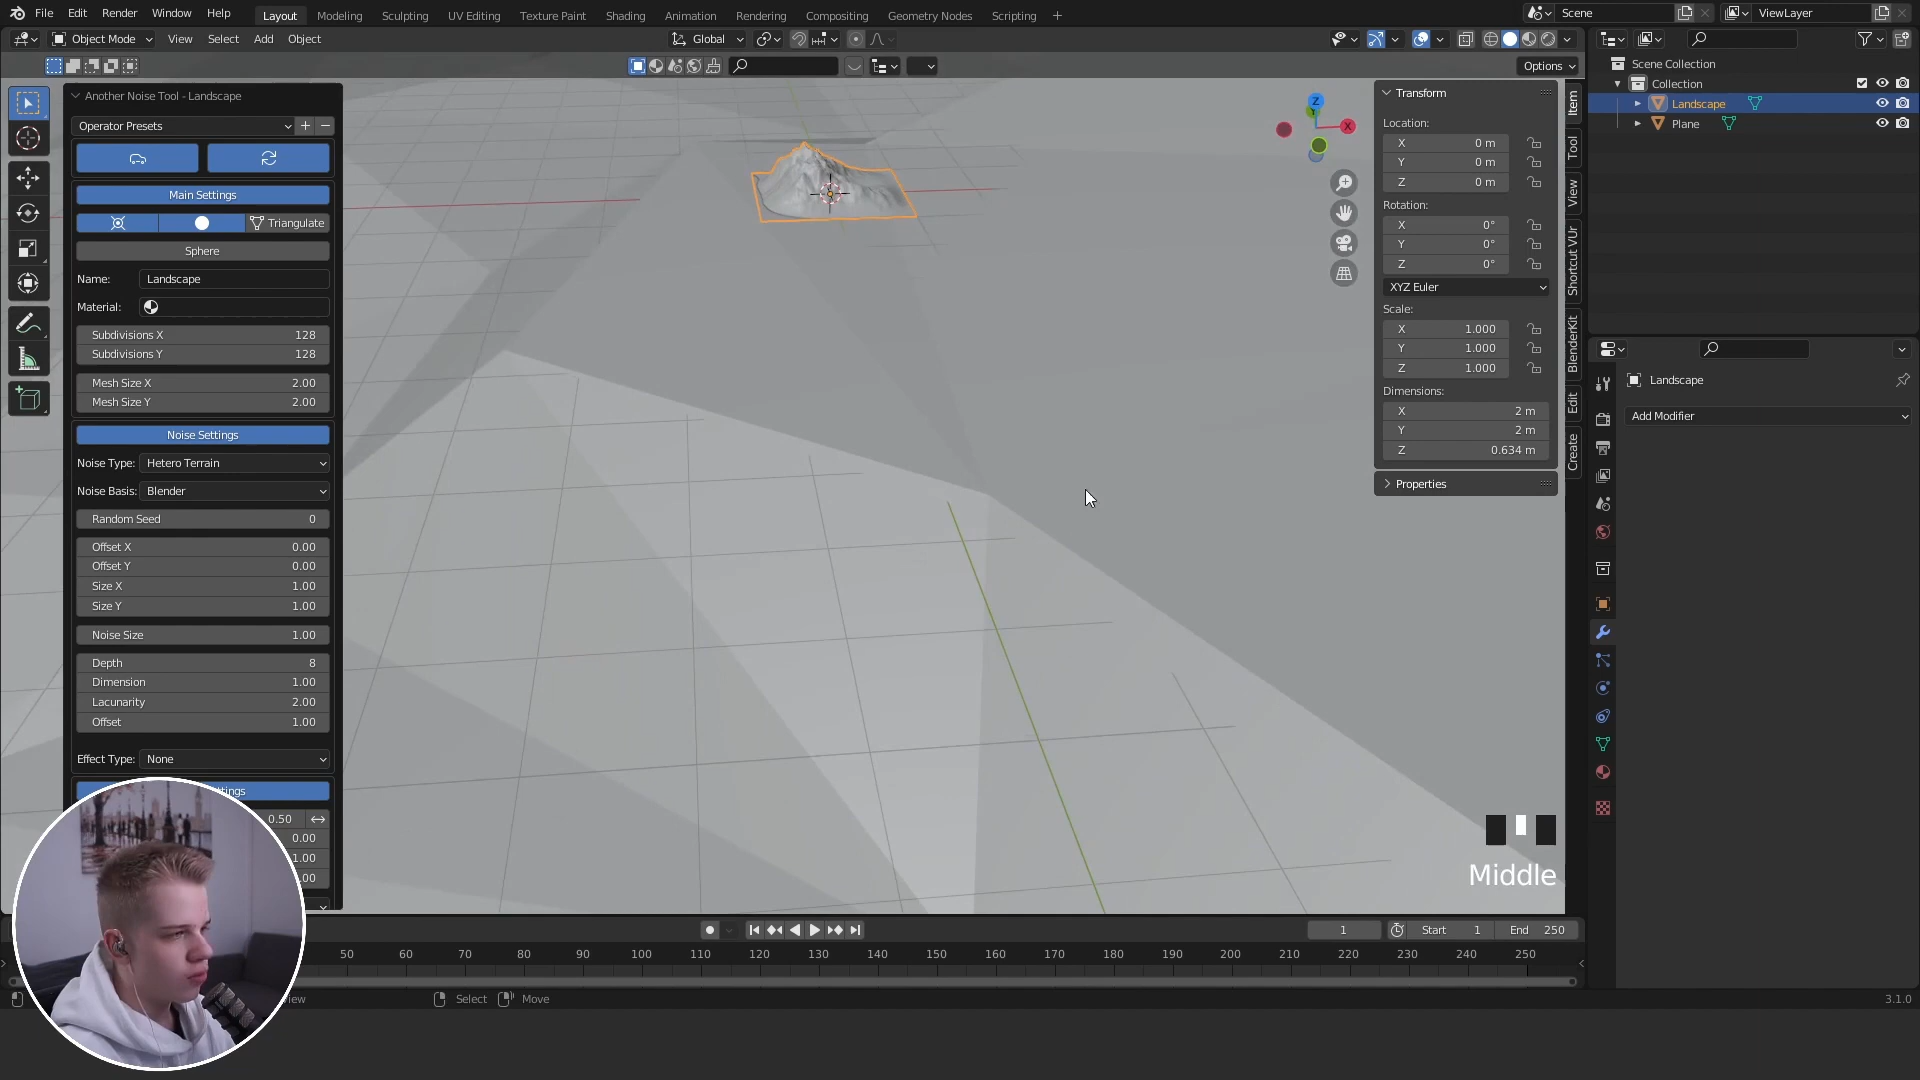 File Edit Render Window Help Layout Modeling Sculpting UV Editing Texture Paint Shading Animation Rendering Compositing Geometry Nodes Scripting + Scene ViewLayer
Object Mode View Select Add Object Global
Options
Another Noise Tool - Landscape
Operator Presets
Main Settings
Triangulate
Sphere
Name: Landscape
Material:
Subdivisions X 128
Subdivisions Y 128
Mesh Size X 2.00
Mesh Size Y 2.00
Noise Settings
Noise Type: Hetero Terrain
Noise Basis: Blender
Random Seed 0
Offset X 0.00
Offset Y 0.00
Size X 1.00
Size Y 1.00
Noise Size 1.00
Depth 8
Dimension 1.00
Lacunarity 2.00
Offset 1.00
Effect Type: None
0.50
0.00
Z
X
Transform
Location:
X 0 m
Y 0 m
Z 0 m
Rotation:
X 0°
Y 0°
Z 0°
XYZ Euler
Scale:
X 1.000
Y 1.000
Z 1.000
Dimensions:
X 2 m
Y 2 m
Z 0.634 m
Properties
Item
Tool
View
Shortcut VUr
BlenderKit
Edit
Create
Scene Collection
Collection
Landscape
Plane
Landscape
Add Modifier
Middle
1 Start 1 End 250
50 60 70 80 90 100 110 120 130 140 150 160 170 180 190 200 210 220 230 240 250
Select Move
3.1.0